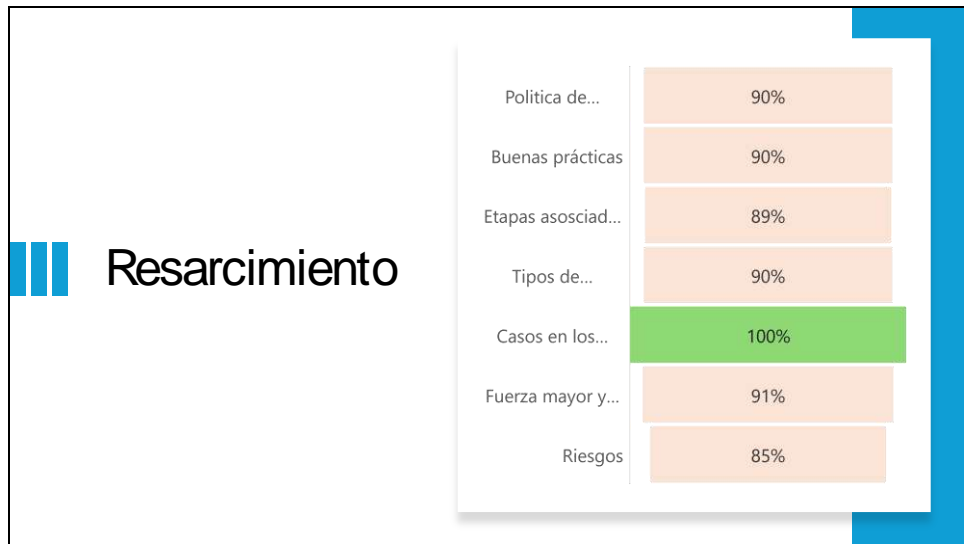 Resarcimiento
Politica de... 90%
Buenas prácticas 90%
Etapas asosciad... 89%
Tipos de... 90%
Casos en los... 100%
Fuerza mayor y... 91%
Riesgos 85%